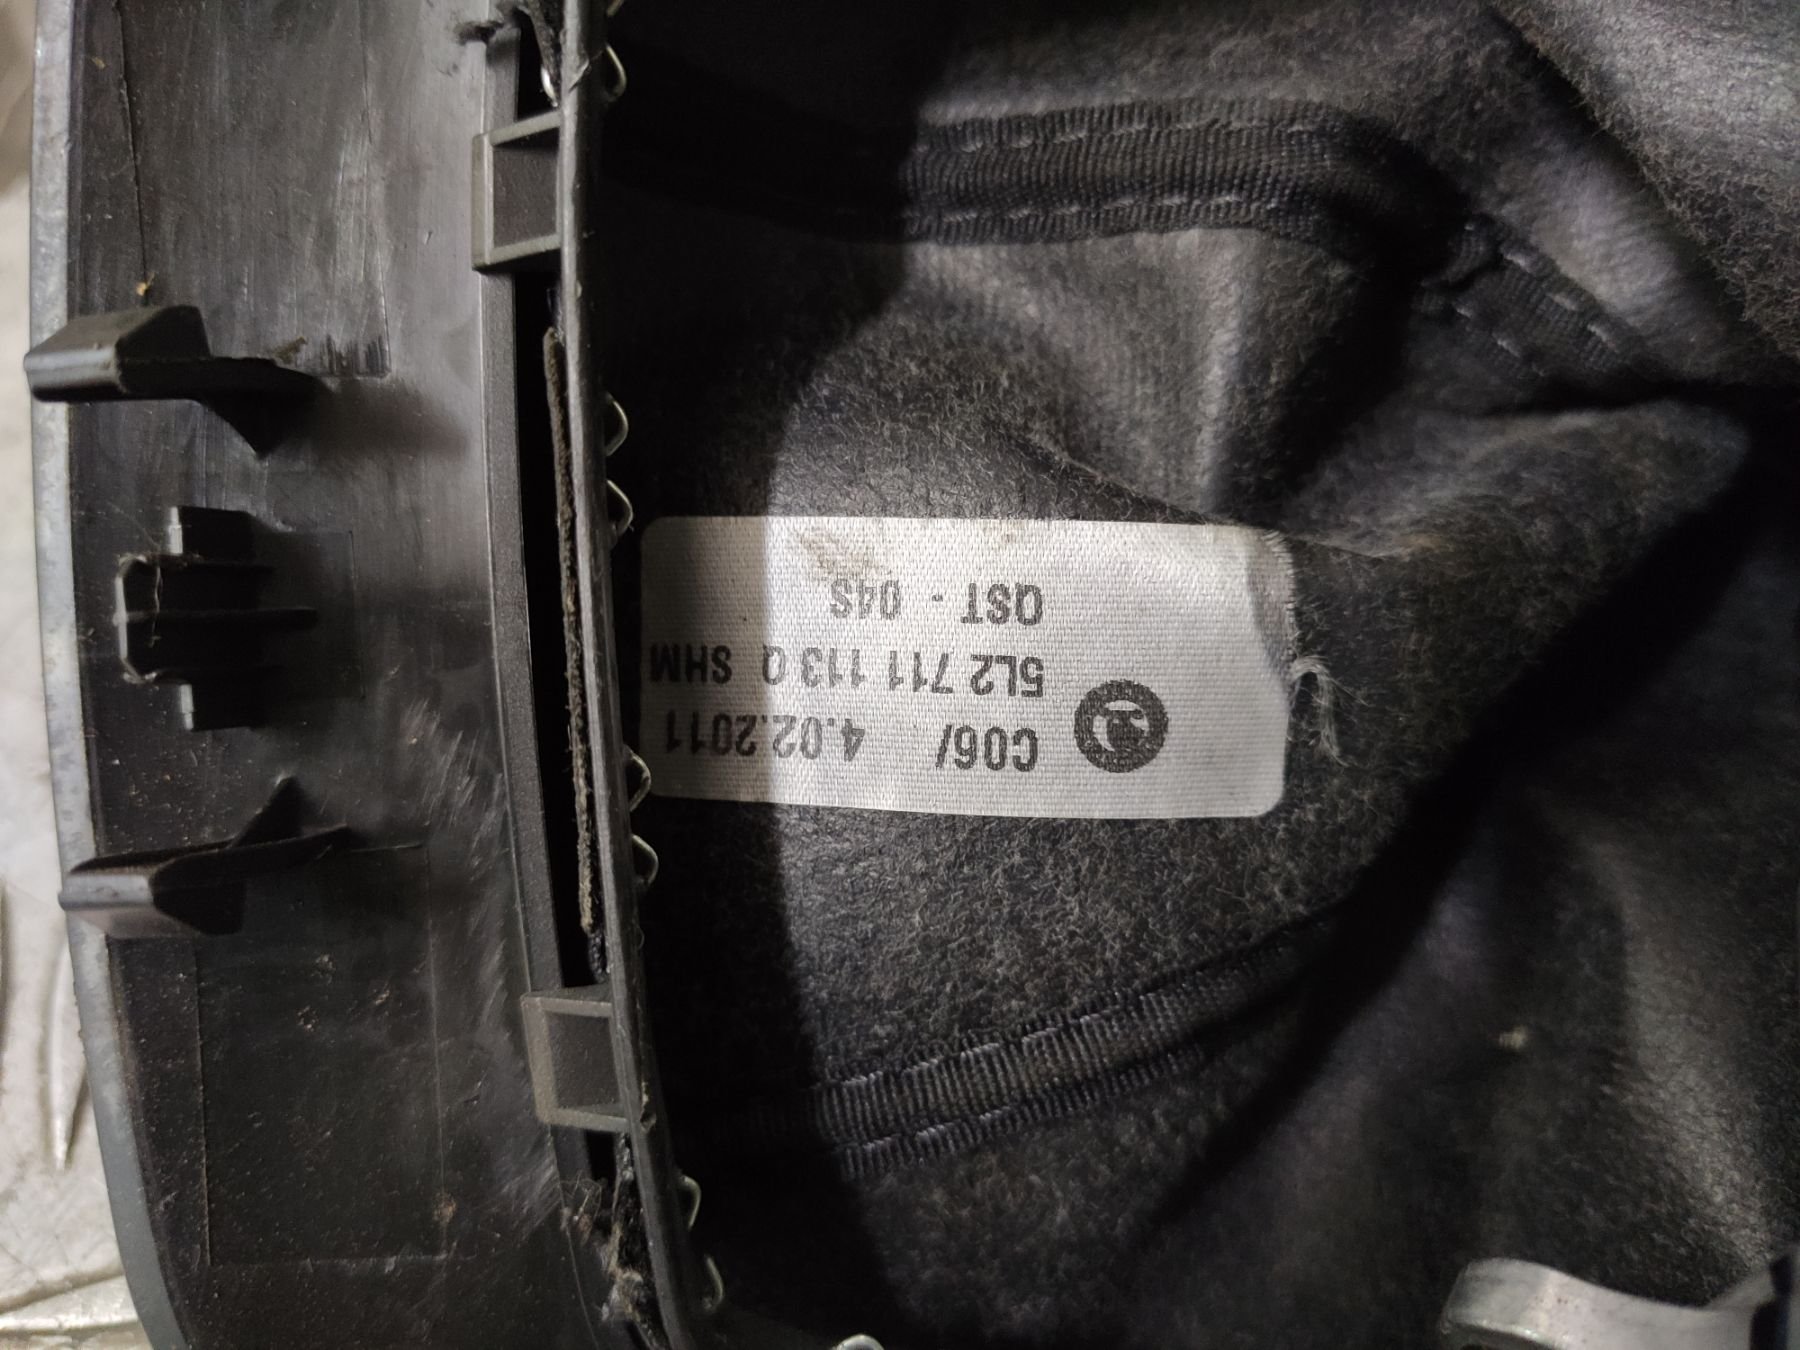 C06/ 4.02.2011
5L2 711 113 Q SHM
QST - 04S